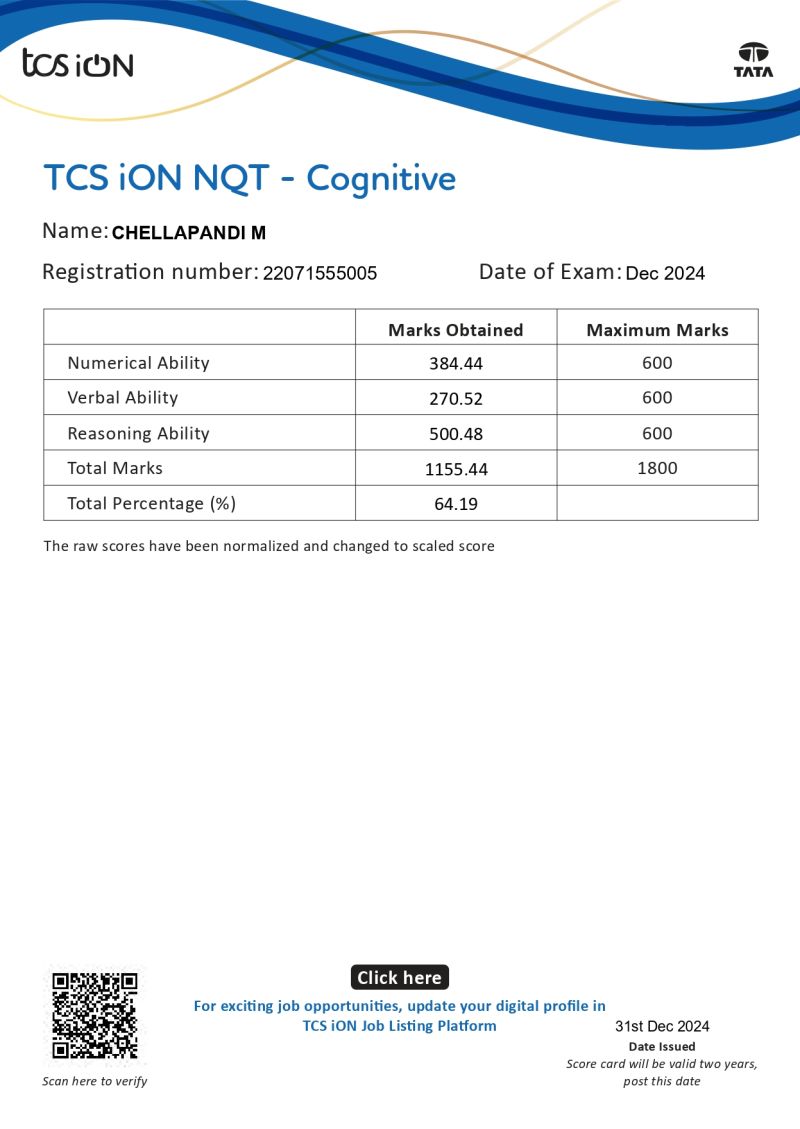 tcs iON
TATA
TCS iON NQT - Cognitive
Name: CHELLAPANDI M
Registration number: 22071555005 Date of Exam: Dec 2024
Marks Obtained Maximum Marks
Numerical Ability 384.44 600
Verbal Ability 270.52 600
Reasoning Ability 500.48 600
Total Marks 1155.44 1800
Total Percentage (%) 64.19
The raw scores have been normalized and changed to scaled score
Click here
For exciting job opportunities, update your digital profile in
TCS iON Job Listing Platform
31st Dec 2024
Date Issued
Score card will be valid two years,
post this date
Scan here to verify